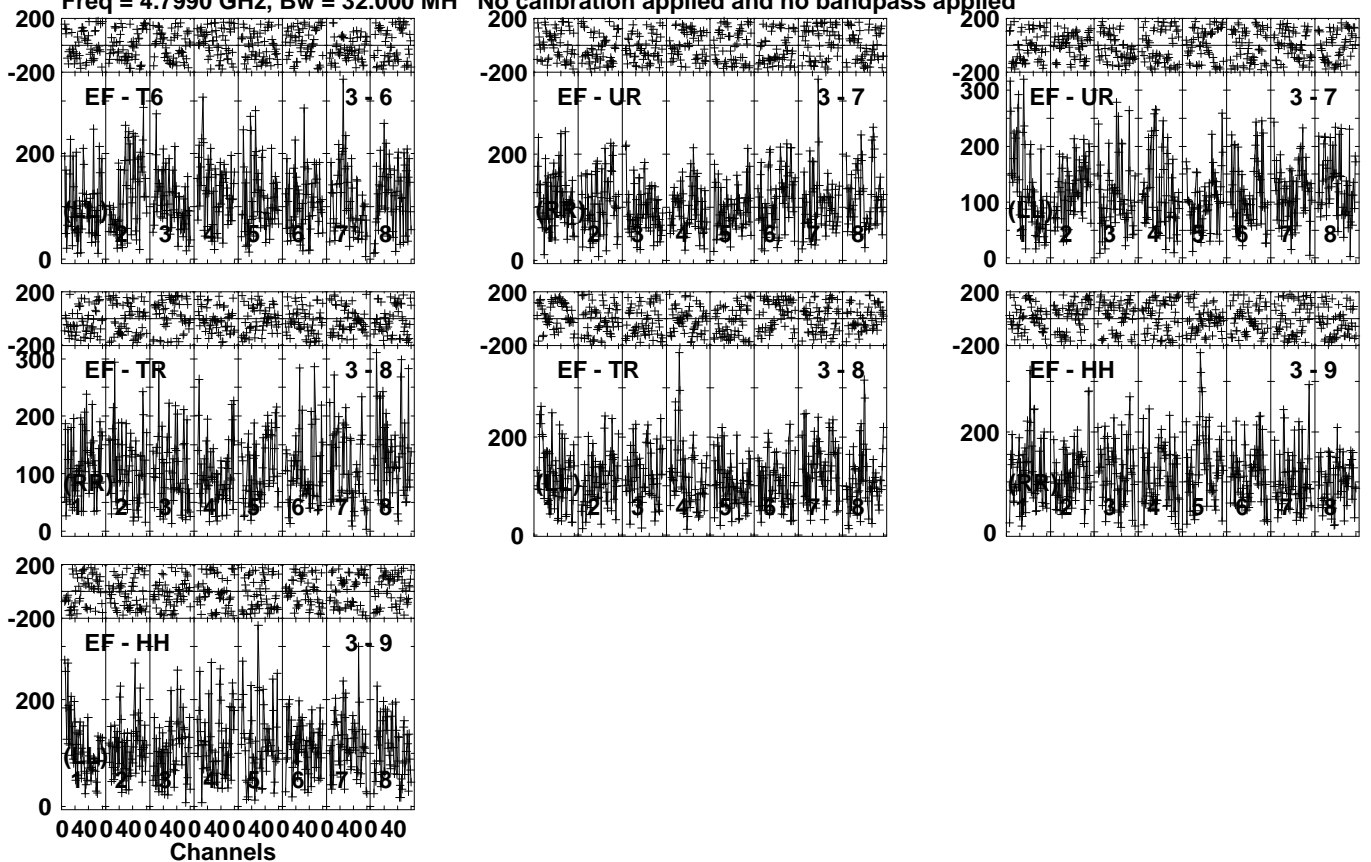 Freq = 4.7990 GHz, Bw = 32.000 MH No calibration applied and no bandpass applied
200
-200
EF - T6 3 - 6
200
(LL)
1 2 3 4 5 6 7 8
0
200
-200
EF - UR 3 - 7
200
(RR)
1 2 3 4 5 6 7 8
0
200
-200
300
EF - UR 3 - 7
200
100
(LL)
1 2 3 4 5 6 7 8
0
200
-200
300
EF - TR 3 - 8
200
100
(RR)
1 2 3 4 5 6 7 8
0
200
-200
EF - TR 3 - 8
200
(LL)
1 2 3 4 5 6 7 8
0
200
-200
EF - HH 3 - 9
200
(RR)
1 2 3 4 5 6 7 8
0
200
-200
EF - HH 3 - 9
200
(LL)
1 2 3 4 5 6 7 8
0
0 40 0 40 0 40 0 40 0 40 0 40 0 40 0 40
Channels